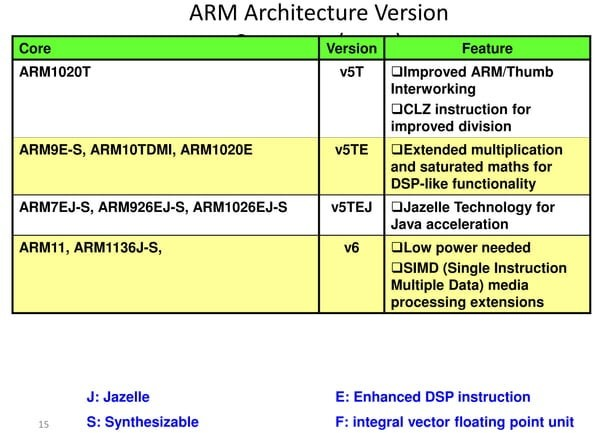 ARM Architecture Version
Core Version Feature
ARM1020T v5T ❑Improved ARM/Thumb
Interworking
❑CLZ instruction for
improved division
ARM9E-S, ARM10TDMI, ARM1020E v5TE ❑Extended multiplication
and saturated maths for
DSP-like functionality
ARM7EJ-S, ARM926EJ-S, ARM1026EJ-S v5TEJ ❑Jazelle Technology for
Java acceleration
ARM11, ARM1136J-S, v6 ❑Low power needed
❑SIMD (Single Instruction
Multiple Data) media
processing extensions
J: Jazelle E: Enhanced DSP instruction
15 S: Synthesizable F: integral vector floating point unit